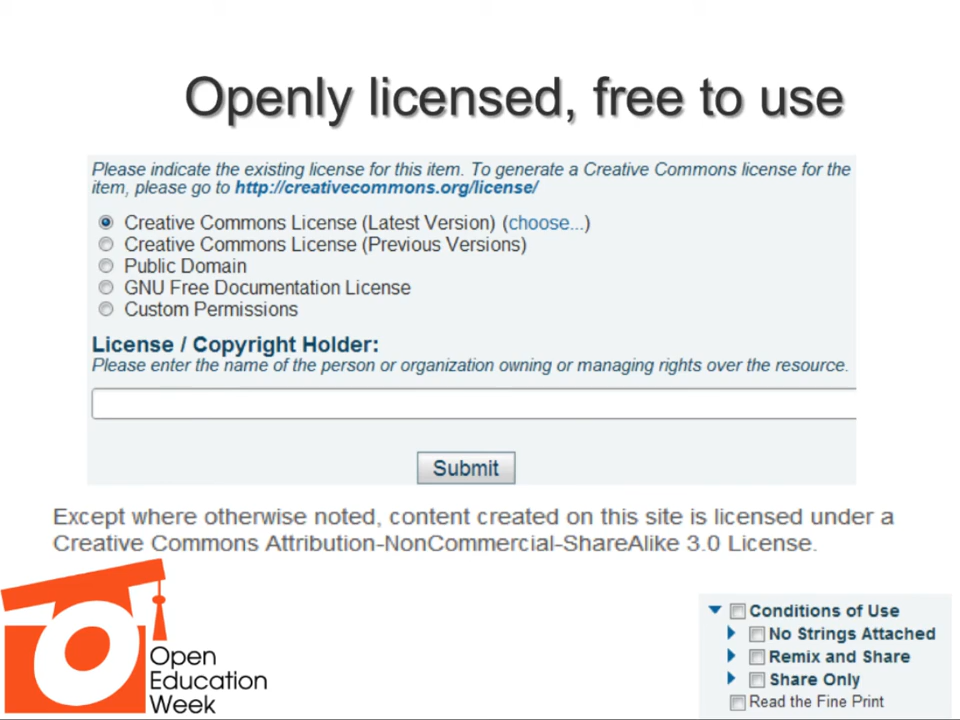 Openly licensed, free to use
Please indicate the existing license for this item. To generate a Creative Commons license for the
item, please go to http://creativecommons.org/license/
Creative Commons License (Latest Version) (choose...)
Creative Commons License (Previous Versions)
Public Domain
GNU Free Documentation License
Custom Permissions
License / Copyright Holder:
Please enter the name of the person or organization owning or managing rights over the resource.
Submit
Except where otherwise noted, content created on this site is licensed under a
Creative Commons Attribution-NonCommercial-ShareAlike 3.0 License.
Open
Education
Week
Conditions of Use
No Strings Attached
Remix and Share
Share Only
Read the Fine Print